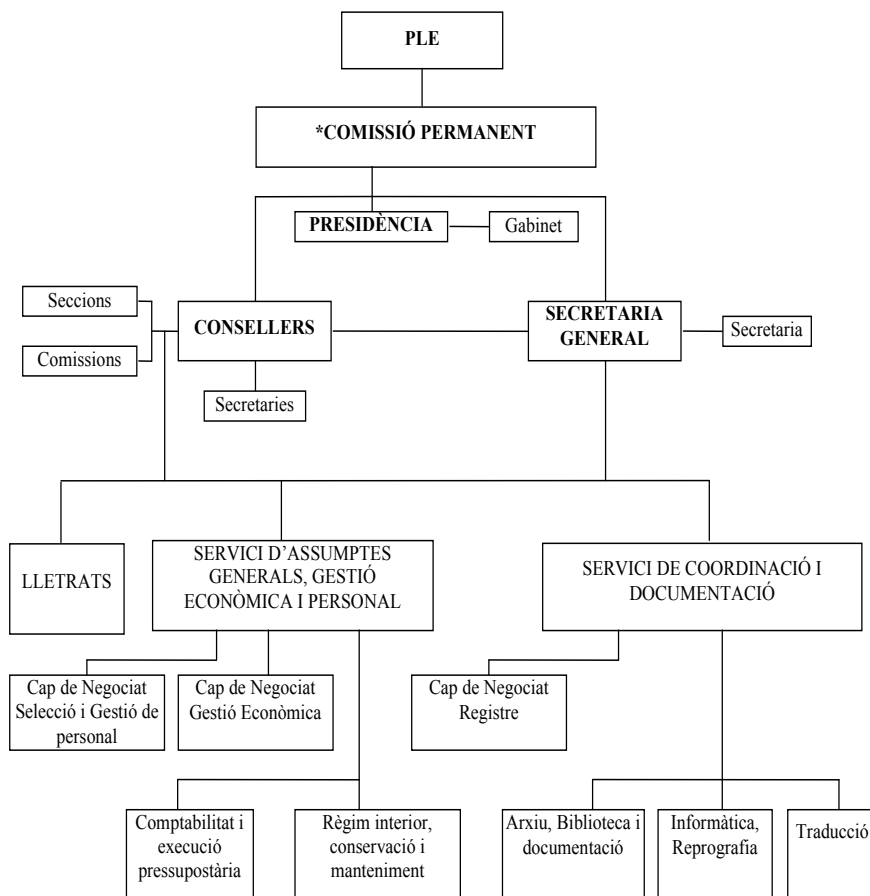 PLE
*COMISSIÓ PERMANENT
PRESIDÈNCIA
Gabinet
Seccions
Comissions
CONSELLERS
SECRETARIA
GENERAL
Secretaria
Secretaries
LLETRATS
SERVICI D’ASSUMPTES
GENERALS, GESTIÓ
ECONÒMICA I PERSONAL
SERVICI DE COORDINACIÓ I
DOCUMENTACIÓ
Cap de Negociat
Selecció i Gestió de
personal
Cap de Negociat
Gestió Econòmica
Cap de Negociat
Registre
Comptabilitat i
execució
pressupostària
Règim interior,
conservació i
manteniment
Arxiu, Biblioteca i
documentació
Informàtica,
Reprografia
Traducció